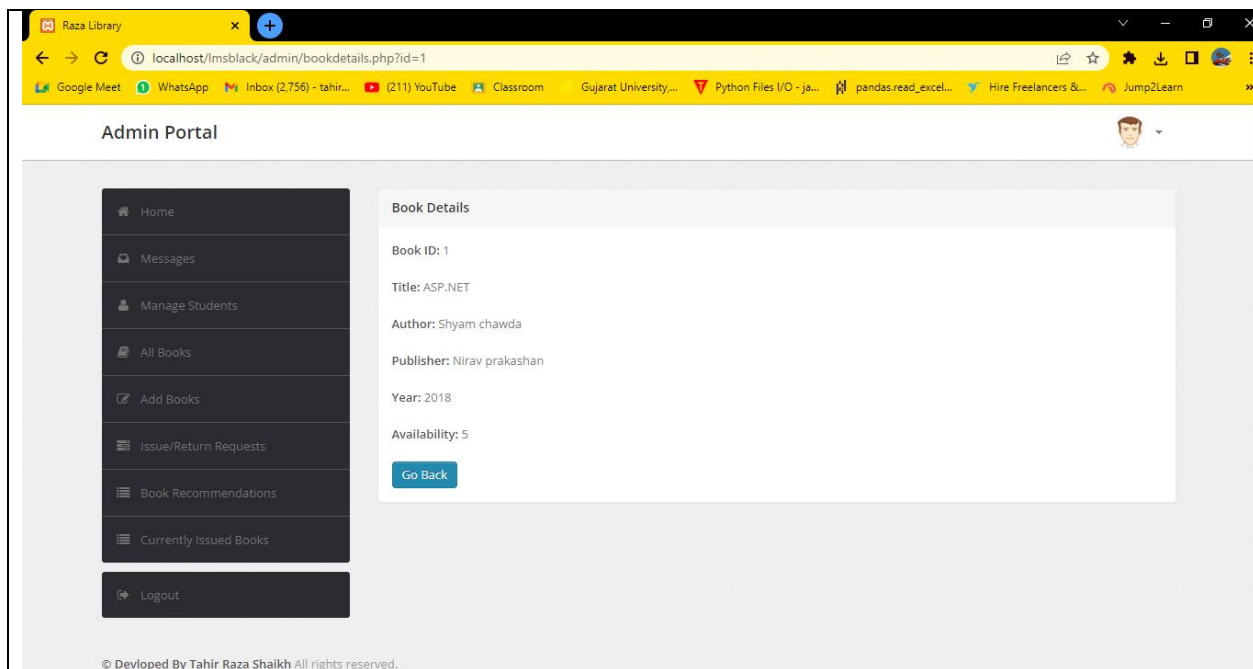 Raza Library
localhost/lmsblack/admin/bookdetails.php?id=1
Google Meet WhatsApp Inbox (2,756) - tahir... (211) YouTube Classroom Gujarat University,... Python Files I/O - ja... pandas.read_excel... Hire Freelancers &... Jump2Learn »
Admin Portal
Home
Messages
Manage Students
All Books
Add Books
Issue/Return Requests
Book Recommendations
Currently Issued Books
Logout
Book Details
Book ID: 1
Title: ASP.NET
Author: Shyam chawda
Publisher: Nirav prakashan
Year: 2018
Availability: 5
Go Back
© Devloped By Tahir Raza Shaikh All rights reserved.